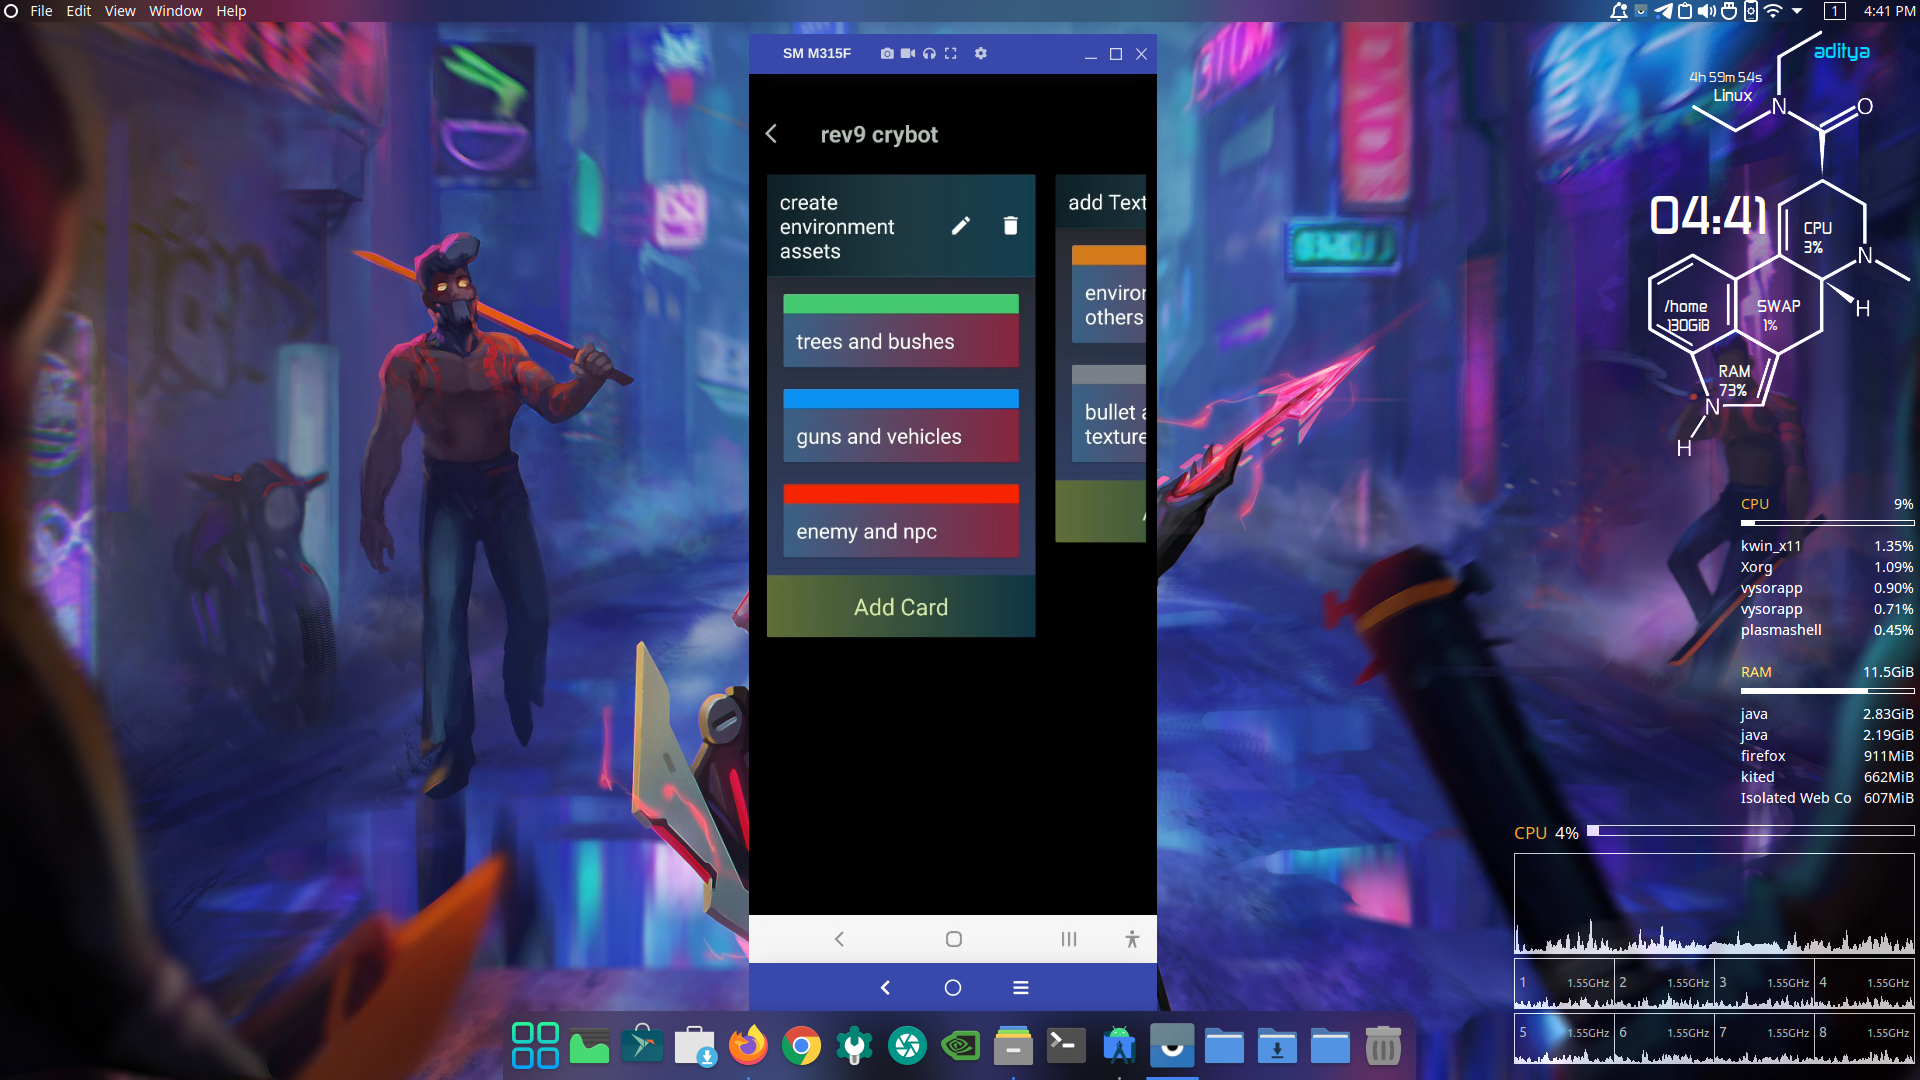 File Edit View Window Help
1 4:41 PM
SM M315F
rev9 crybot
create
environment
assets
trees and bushes
guns and vehicles
enemy and npc
Add Card
add Text
environ
others
bullet a
texture
aditya
4h 59m 54s
Linux
N
O
04:41
CPU
3%
N
H
/home
130GiB
SWAP
1%
RAM
73%
N
H
CPU 9%
kwin_x11 1.35%
Xorg 1.09%
vysorapp 0.90%
vysorapp 0.71%
plasmashell 0.45%
RAM 11.5GiB
java 2.83GiB
java 2.19GiB
firefox 911MiB
kited 662MiB
Isolated Web Co 607MiB
CPU 4%
1 1.55GHz 2 1.55GHz 3 1.55GHz 4 1.55GHz
5 1.55GHz 6 1.55GHz 7 1.55GHz 8 1.55GHz